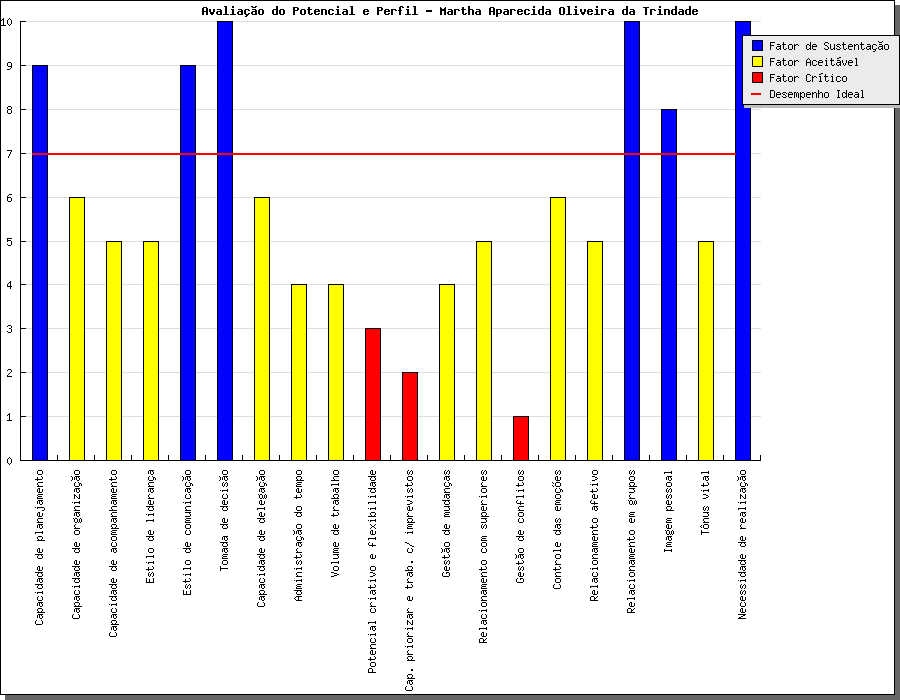 Avaliação do Potencial e Perfil - Martha Aparecida Oliveira da Trindade
10
9
8
7
6
5
4
3
2
1
0
Fator de Sustentação
Fator Aceitável
Fator Crítico
Desempenho Ideal
Capacidade de planejamento
Capacidade de organização
Capacidade de acompanhamento
Estilo de liderança
Estilo de comunicação
Tomada de decisão
Capacidade de delegação
Administração do tempo
Volume de trabalho
Potencial criativo e flexibilidade
Cap. priorizar e trab. c/ imprevistos
Gestão de mudanças
Relacionamento com superiores
Gestão de conflitos
Controle das emoções
Relacionamento afetivo
Relacionamento em grupos
Imagem pessoal
Tônus vital
Necessidade de realização